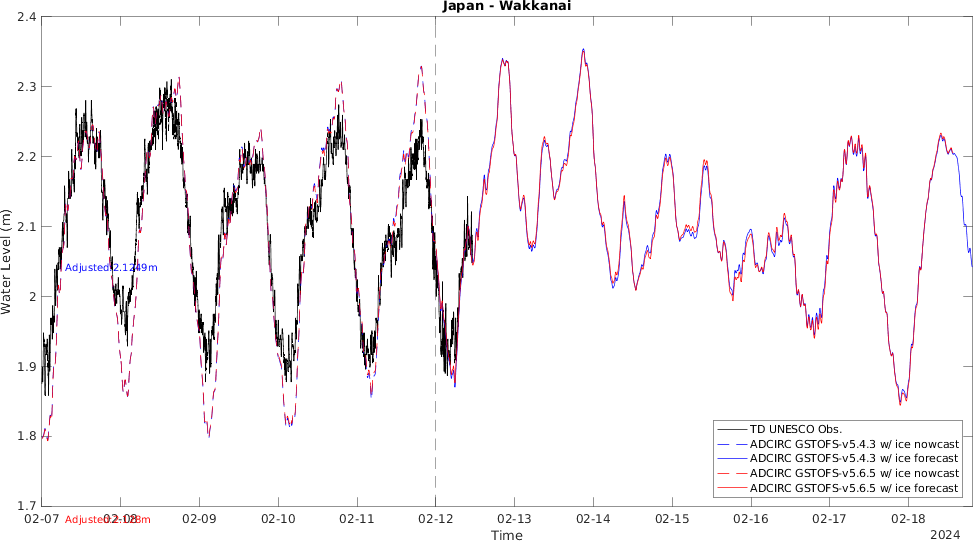 Japan - Wakkanai
2.4
2.3
2.2
2.1
2
1.9
1.8
1.7
Water Level (m)
Adjusted:2.1249m
TD UNESCO Obs.
ADCIRC GSTOFS-v5.4.3 w/ ice nowcast
ADCIRC GSTOFS-v5.4.3 w/ ice forecast
ADCIRC GSTOFS-v5.6.5 w/ ice nowcast
ADCIRC GSTOFS-v5.6.5 w/ ice forecast
02-07 02-08 02-09 02-10 02-11 02-12 02-13 02-14 02-15 02-16 02-17 02-18
Time
2024